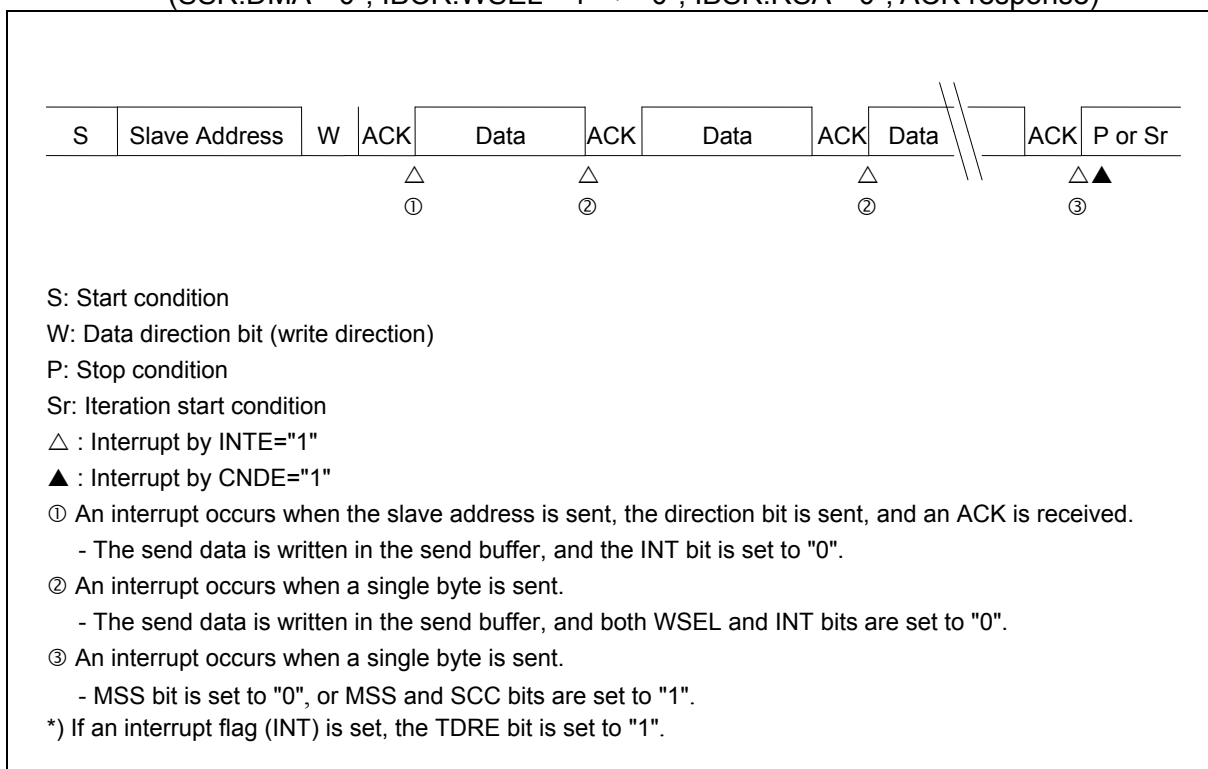 S Slave Address W ACK Data ACK Data ACK Data ACK P or Sr
△ △ △ △▲
① ② ② ③
S: Start condition
W: Data direction bit (write direction)
P: Stop condition
Sr: Iteration start condition
△ : Interrupt by INTE="1"
▲ : Interrupt by CNDE="1"
① An interrupt occurs when the slave address is sent, the direction bit is sent, and an ACK is received.
- The send data is written in the send buffer, and the INT bit is set to "0".
② An interrupt occurs when a single byte is sent.
- The send data is written in the send buffer, and both WSEL and INT bits are set to "0".
③ An interrupt occurs when a single byte is sent.
- MSS bit is set to "0", or MSS and SCC bits are set to "1".
*) If an interrupt flag (INT) is set, the TDRE bit is set to "1".